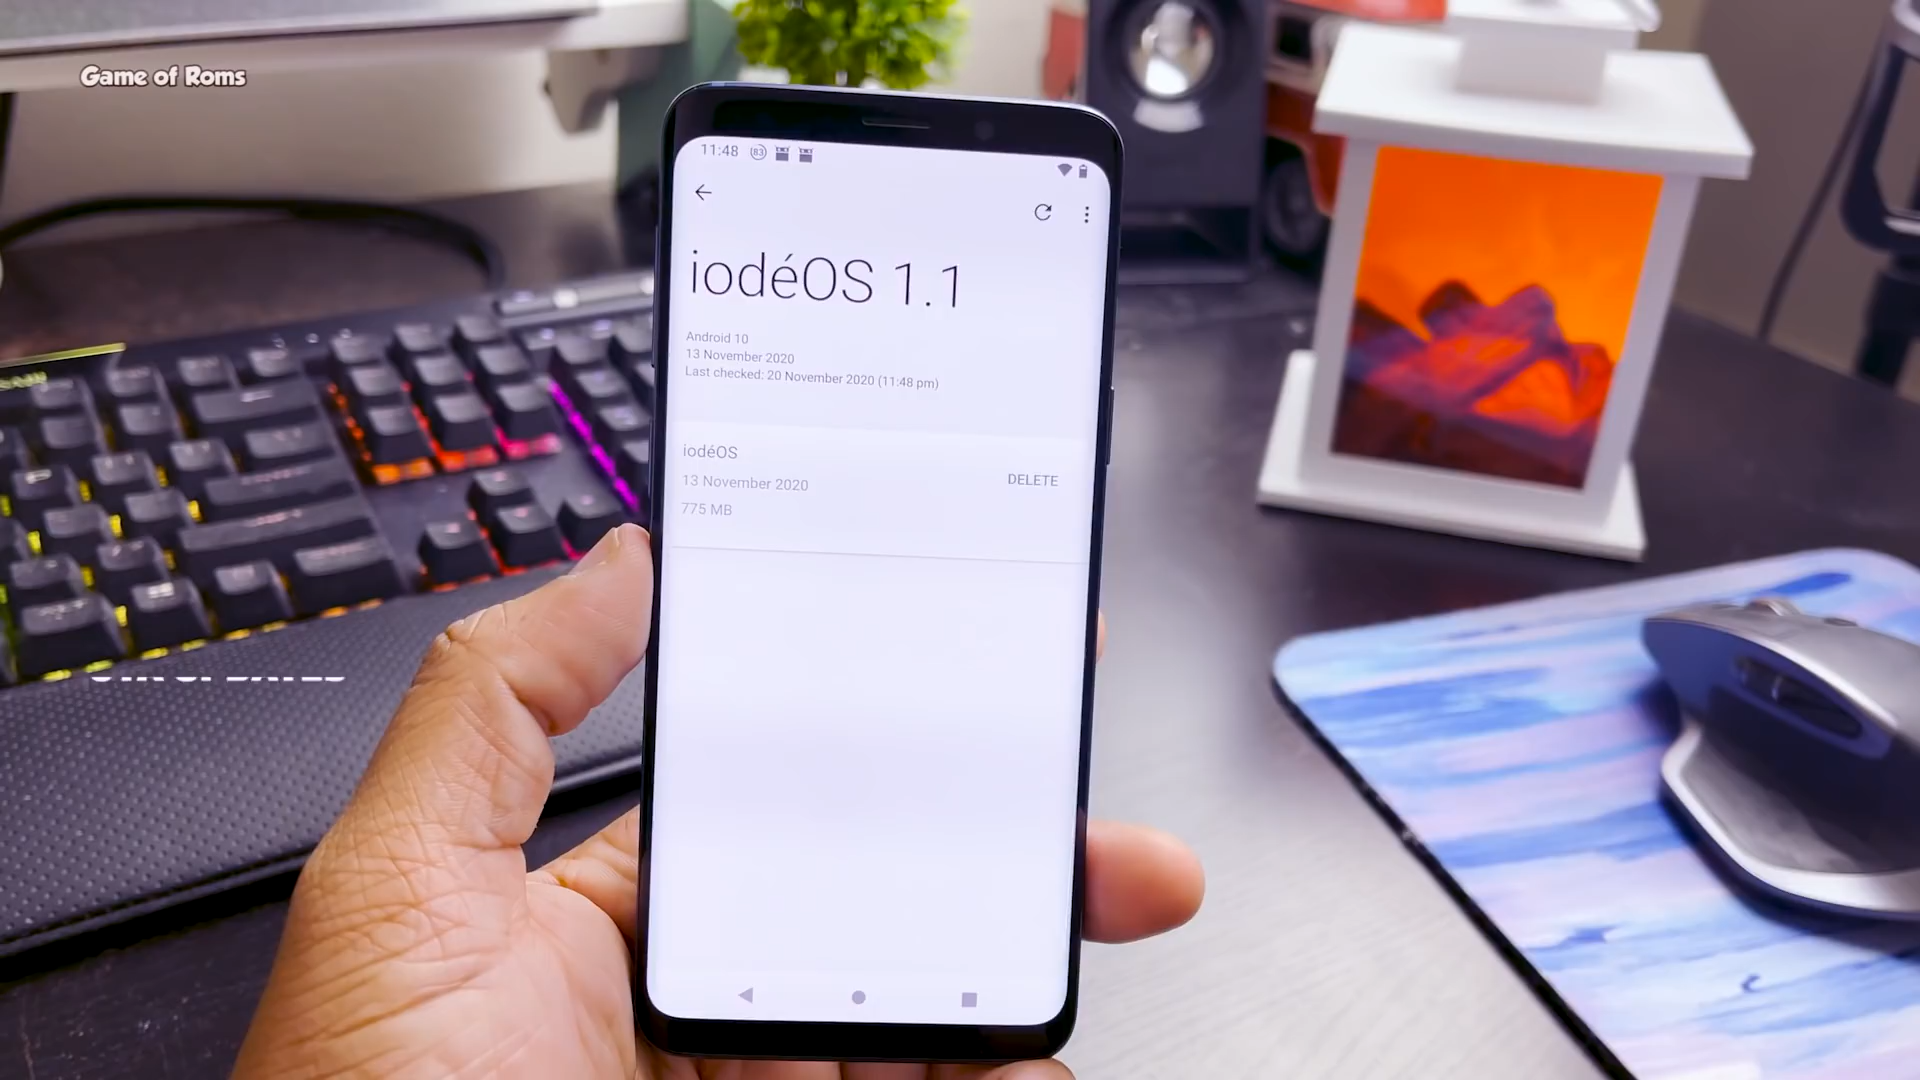 Game of Roms
11:48 83
iodéOS 1.1
Android 10
13 November 2020
Last checked: 20 November 2020 (11:48 pm)
iodéOS
13 November 2020
DELETE
775 MB